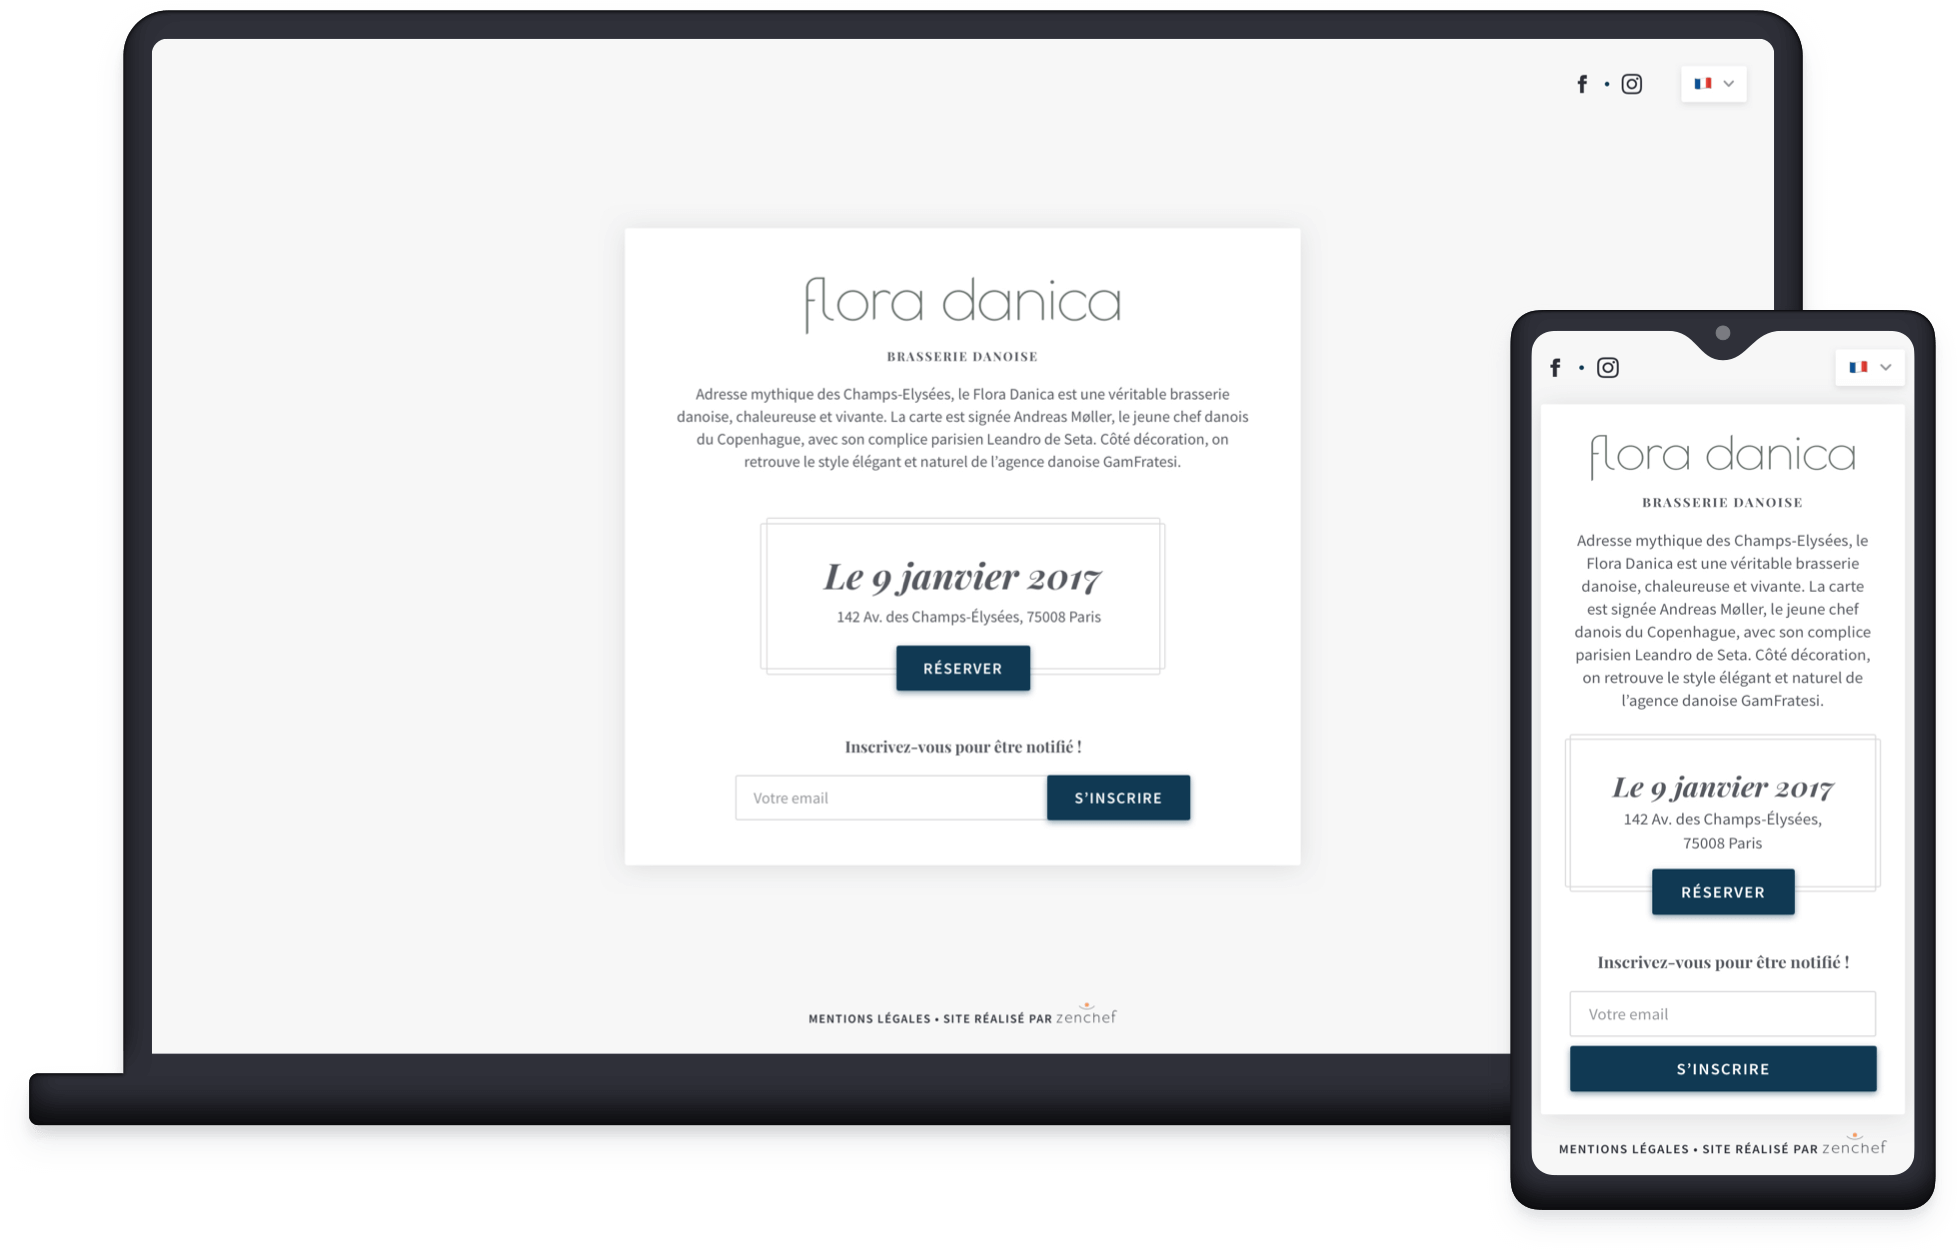 flora danica
BRASSERIE DANOISE
Adresse mythique des Champs-Elysées, le Flora Danica est une véritable brasserie
danoise, chaleureuse et vivante. La carte est signée Andreas Møller, le jeune chef danois
du Copenhague, avec son complice parisien Leandro de Seta. Côté décoration, on
retrouve le style élégant et naturel de l’agence danoise GamFratesi.
Le 9 janvier 2017
142 Av. des Champs-Élysées, 75008 Paris
RÉSERVER
Inscrivez-vous pour être notifié !
Votre email
S’INSCRIRE
MENTIONS LÉGALES • SITE RÉALISÉ PAR zenchef
flora danica
BRASSERIE DANOISE
Adresse mythique des Champs-Elysées, le
Flora Danica est une véritable brasserie
danoise, chaleureuse et vivante. La carte
est signée Andreas Møller, le jeune chef
danois du Copenhague, avec son complice
parisien Leandro de Seta. Côté décoration,
on retrouve le style élégant et naturel de
l’agence danoise GamFratesi.
Le 9 janvier 2017
142 Av. des Champs-Élysées,
75008 Paris
RÉSERVER
Inscrivez-vous pour être notifié !
Votre email
S’INSCRIRE
MENTIONS LÉGALES • SITE RÉALISÉ PAR zenchef